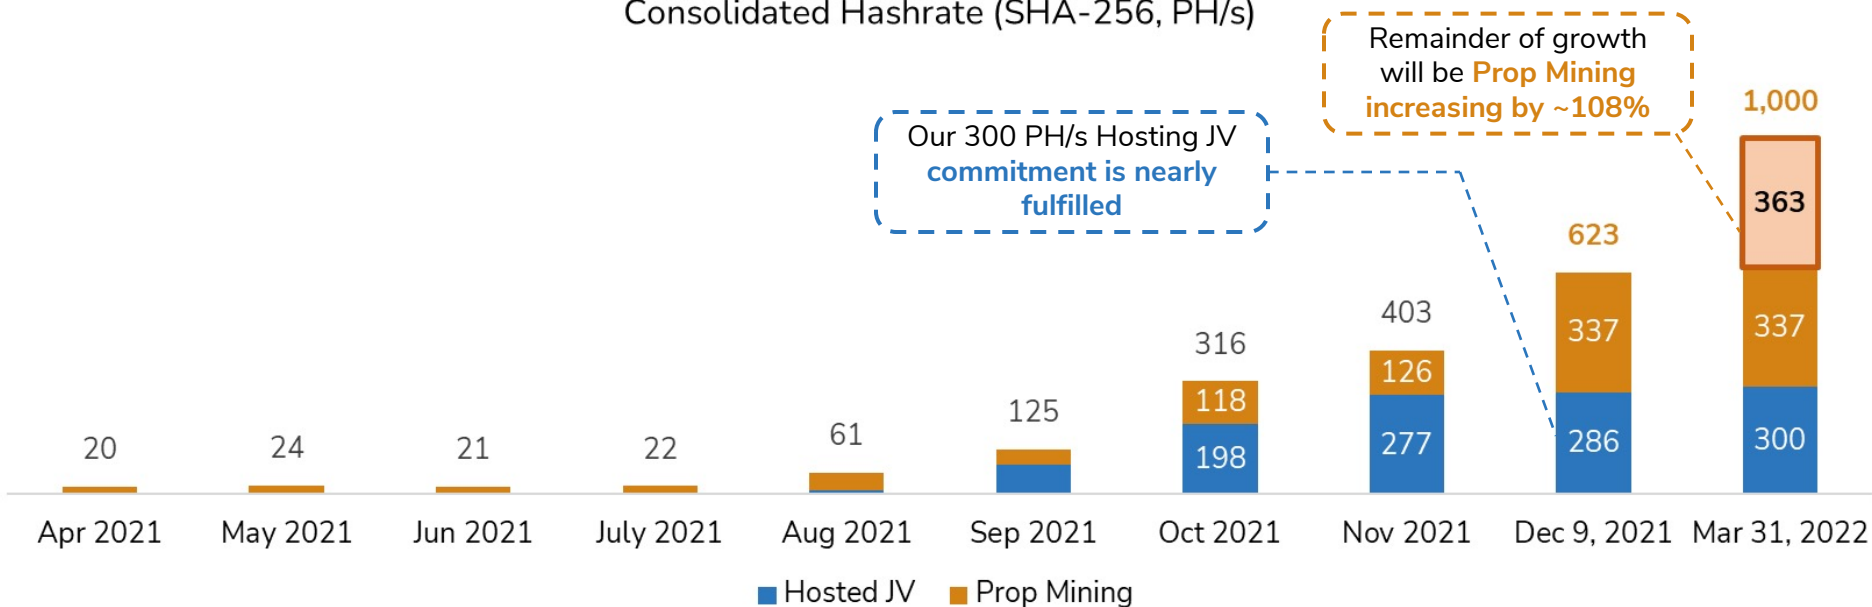 Consolidated Hashrate (SHA-256, PH/s)
Remainder of growth
will be Prop Mining
increasing by ~108%
Our 300 PH/s Hosting JV
commitment is nearly
fulfilled
1,000
363
623
337
337
403
316
126
125
118
61
20
24
21
22
198
277
286
300
Apr 2021
May 2021
Jun 2021
July 2021
Aug 2021
Sep 2021
Oct 2021
Nov 2021
Dec 9, 2021
Mar 31, 2022
Hosted JV
Prop Mining